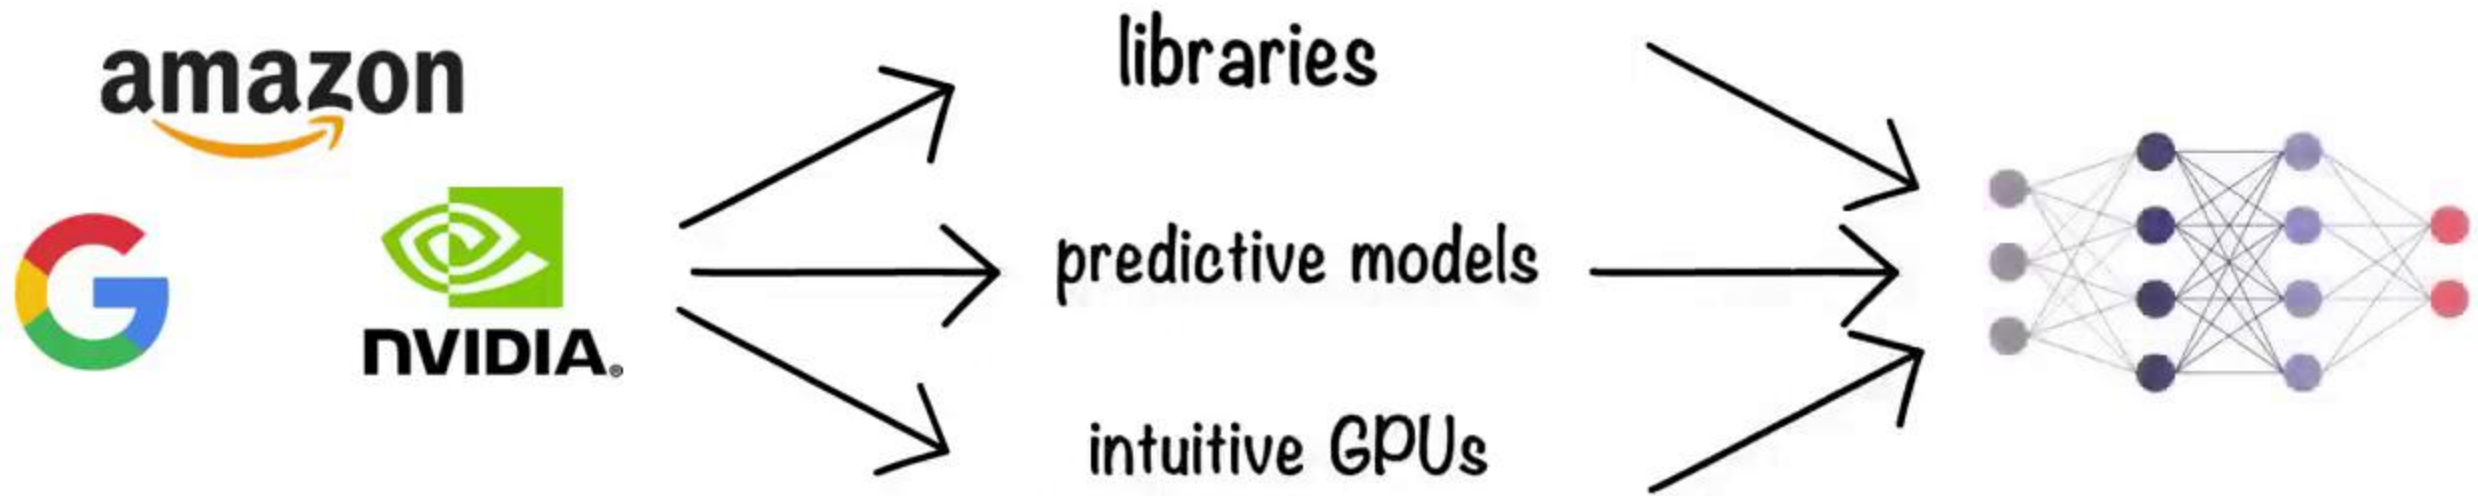 amazon
G
nVIDIA®
libraries
predictive models
intuitive GPUs